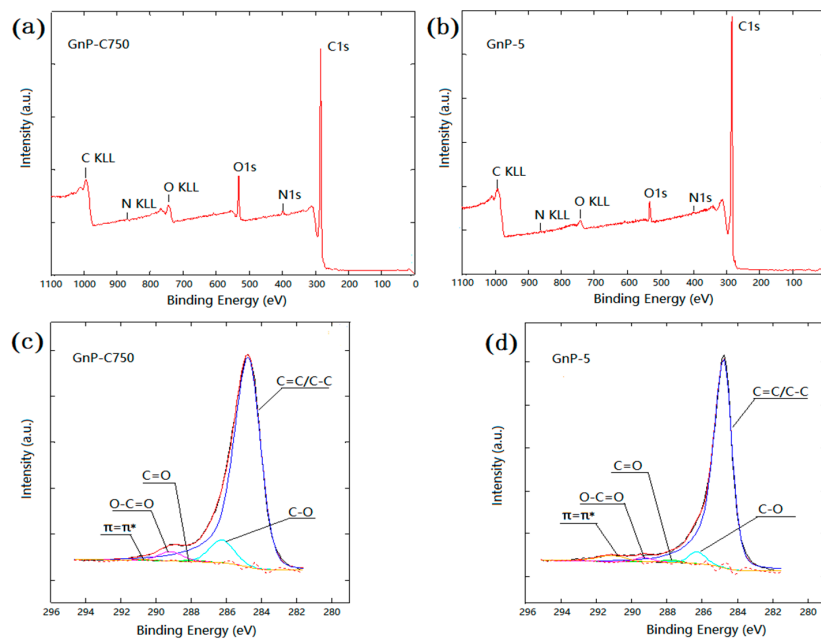 (a)
GnP-C750
C1s
C KLL
O KLL
O1s
N KLL
N1s
Intensity (a.u.)
1100 1000 900 800 700 600 500 400 300 200 100 0
Binding Energy (eV)
(b)
GnP-5
C1s
C KLL
N KLL
O KLL
O1s
N1s
Intensity (a.u.)
1100 1000 900 800 700 600 500 400 300 200 100
Binding Energy (eV)
(c)
GnP-C750
C=C/C-C
C=O
O-C=O
π=π*
C-O
Intensity (a.u.)
296 294 292 290 288 286 284 282 280
Binding Energy (eV)
(d)
GnP-5
C=C/C-C
C=O
O-C=O
π=π*
C-O
Intensity (a.u.)
296 294 292 290 288 286 284 282 280
Binding Energy (eV)